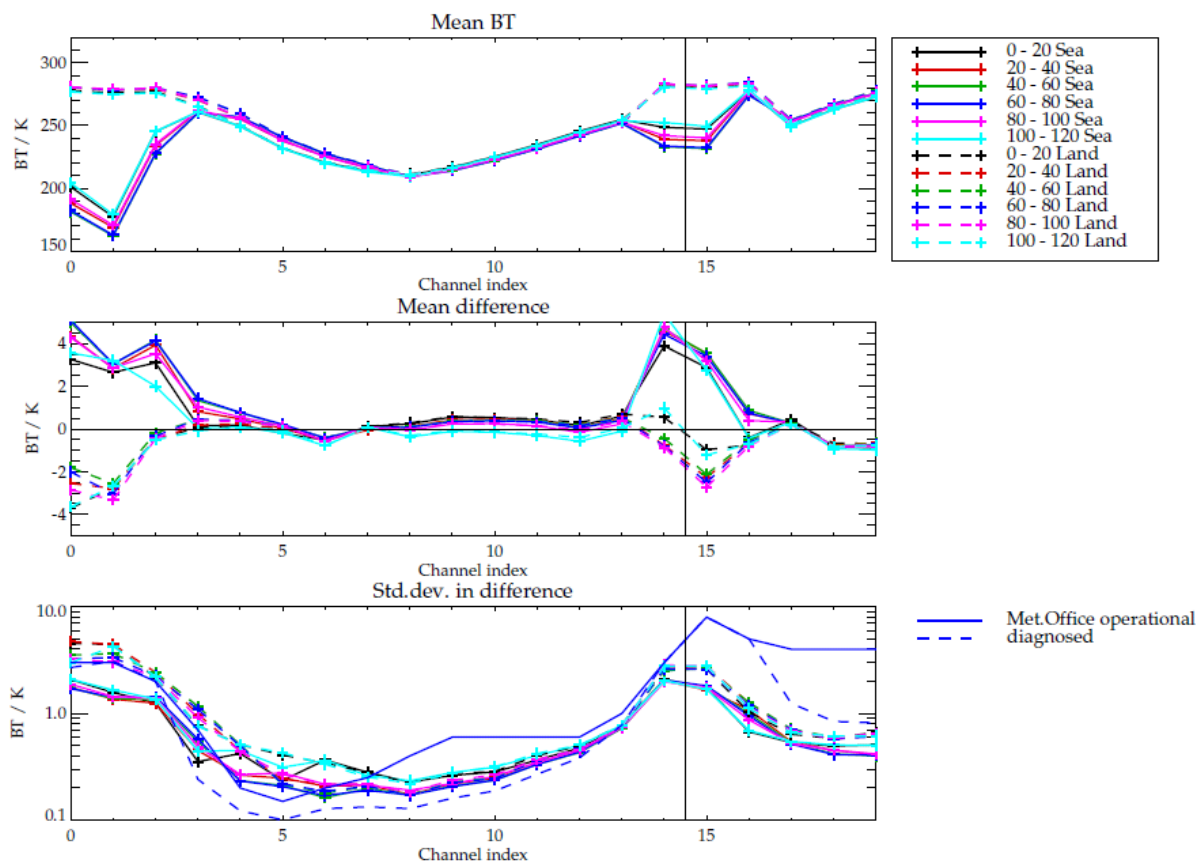 Mean BT
BT / K
300
250
200
150
0
5
10
15
Channel index
0 - 20 Sea
20 - 40 Sea
40 - 60 Sea
60 - 80 Sea
80 - 100 Sea
100 - 120 Sea
0 - 20 Land
20 - 40 Land
40 - 60 Land
60 - 80 Land
80 - 100 Land
100 - 120 Land
Mean difference
BT / K
4
2
0
-2
-4
0
5
10
15
Channel index
Std.dev. in difference
BT / K
10.0
1.0
0.1
0
5
10
15
Channel index
Met.Office operational
diagnosed